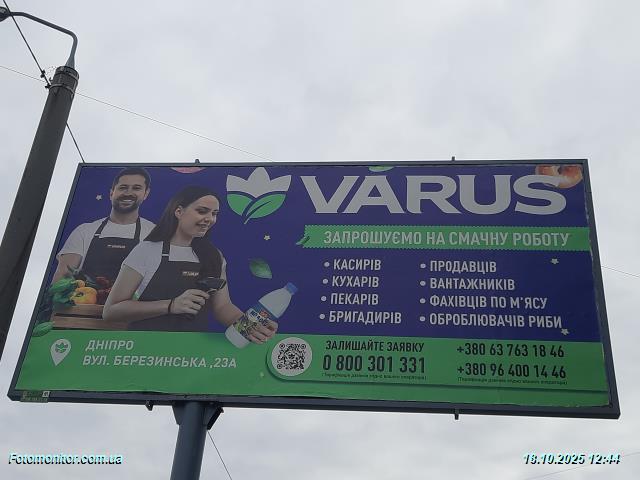 VARUS
ЗАПРОШУЄМО НА СМАЧНУ РОБОТУ
• КАСИРІВ
• КУХАРІВ
• ПЕКАРІВ
• БРИГАДИРІВ
• ПРОДАВЦІВ
• ВАНТАЖНИКІВ
• ФАХІВЦІВ ПО М'ЯСУ
• ОБРОБЛЮВАЧІВ РИБИ
ДНІПРО
ВУЛ. БЕРЕЗИНСЬКА ,23А
ЗАЛИШАЙТЕ ЗАЯВКУ
0 800 301 331
+380 63 763 18 46
+380 96 400 14 46
Fotomonitor.com.ua
18.10.2025 12:44